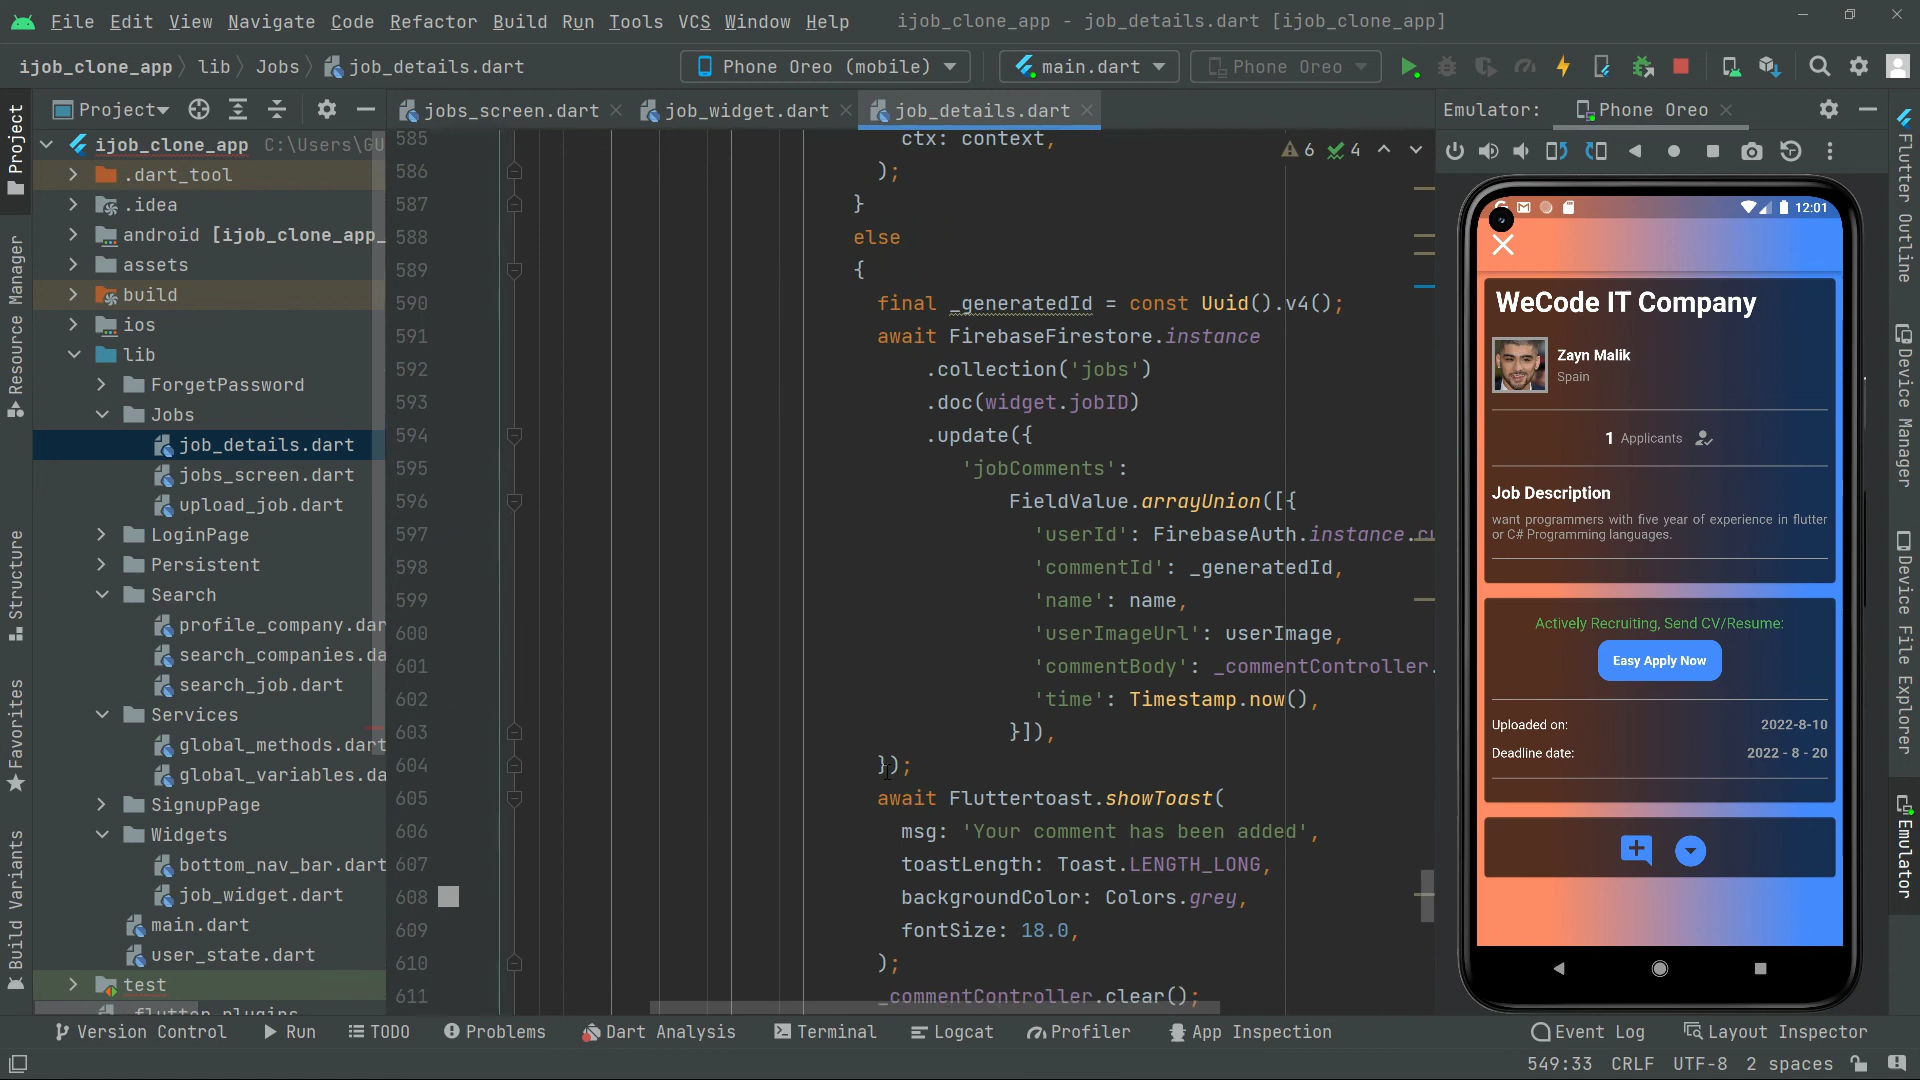 File Edit View Navigate Code Refactor Build Run Tools VCS Window Help ijob_clone_app - job_details.dart [ijob_clone_app]
ijob_clone_app lib Jobs job_details.dart Phone Oreo (mobile) main.dart Phone Oreo
Project jobs_screen.dart job_widget.dart job_details.dart Emulator: Phone Oreo
Project
Resource Manager
Structure
Favorites
Build Variants
ijob_clone_app C:\Users\GU
.dart_tool
.idea
android [ijob_clone_app_
assets
build
ios
lib
ForgetPassword
Jobs
job_details.dart
jobs_screen.dart
upload_job.dart
LoginPage
Persistent
Search
profile_company.dar
search_companies.da
search_job.dart
Services
global_methods.dart
global_variables.da
SignupPage
Widgets
bottom_nav_bar.dart
job_widget.dart
main.dart
user_state.dart
test
.flutter-plugins
6 4
585 ctx: context,
586 );
587 }
588 else
589 {
590 final _generatedId = const Uuid().v4();
591 await FirebaseFirestore.instance
592 .collection('jobs')
593 .doc(widget.jobID)
594 .update({
595 'jobComments':
596 FieldValue.arrayUnion([{
597 'userId': FirebaseAuth.instance.cu
598 'commentId': _generatedId,
599 'name': name,
600 'userImageUrl': userImage,
601 'commentBody': _commentController.
602 'time': Timestamp.now(),
603 }]),
604 });
605 await Fluttertoast.showToast(
606 msg: 'Your comment has been added',
607 toastLength: Toast.LENGTH_LONG,
608 backgroundColor: Colors.grey,
609 fontSize: 18.0,
610 );
611 _commentController.clear();
12:01
WeCode IT Company
Zayn Malik
Spain
1 Applicants
Job Description
want programmers with five year of experience in flutter
or C# Programming languages.
Actively Recruiting, Send CV/Resume:
Easy Apply Now
Uploaded on: 2022-8-10
Deadline date: 2022 - 8 - 20
Flutter Outline
Device Manager
Device File Explorer
Emulator
Version Control Run TODO Problems Dart Analysis Terminal Logcat Profiler App Inspection Event Log Layout Inspector
549:33 CRLF UTF-8 2 spaces